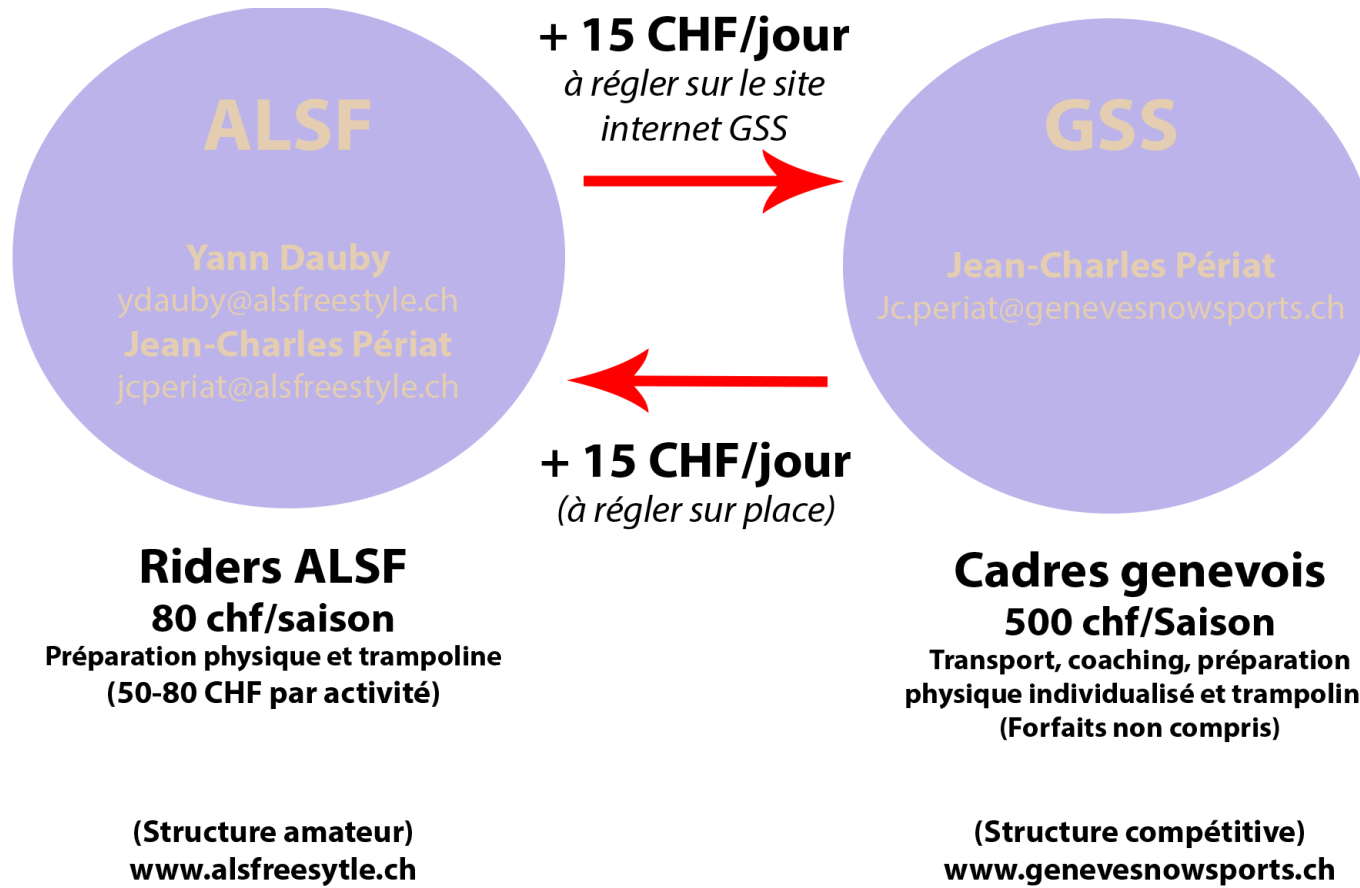 + 15 CHF/jour
à régler sur le site
internet GSS
ALSF
Yann Dauby
ydauby@alsfreestyle.ch
Jean-Charles Périat
jcperiat@alsfreestyle.ch
GSS
Jean-Charles Périat
Jc.periat@genevesnowsports.ch
+ 15 CHF/jour
(à régler sur place)
Riders ALSF
80 chf/saison
Préparation physique et trampoline
(50-80 CHF par activité)
(Structure amateur)
www.alsfreesytle.ch
Cadres genevois
500 chf/Saison
Transport, coaching, préparation
physique individualisé et trampolin
(Forfaits non compris)
(Structure compétitive)
www.genevesnowsports.ch